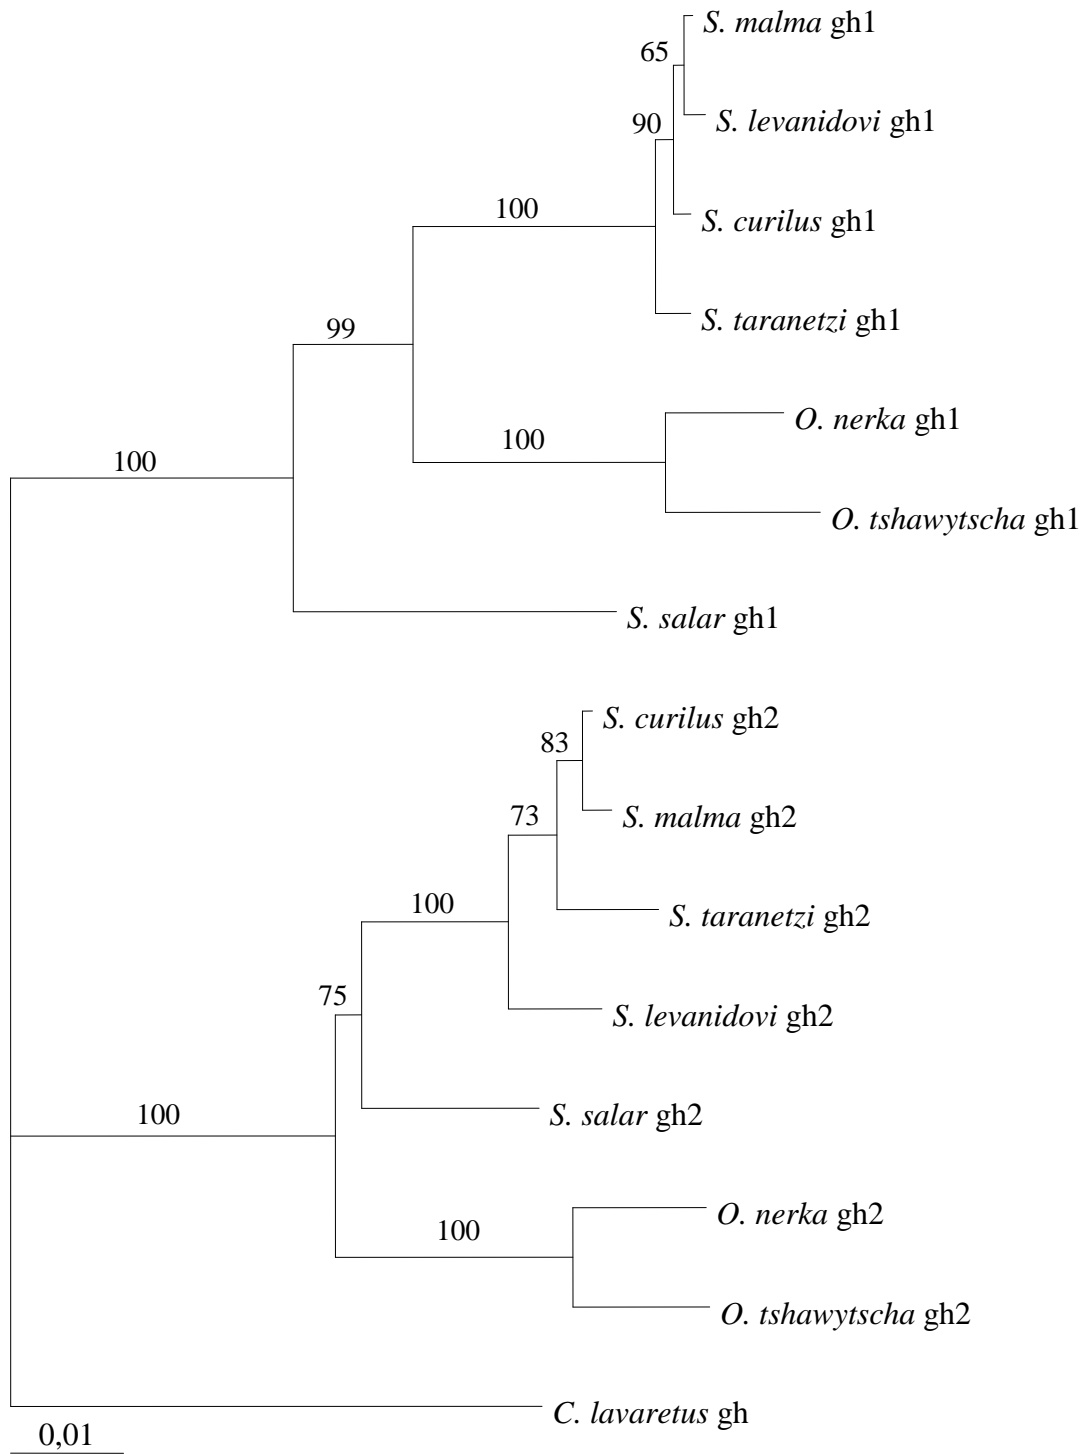 S. malma gh1
65
S. levanidovi gh1
90
100
S. curilus gh1
S. taranetzi gh1
99
O. nerka gh1
100
100
O. tshawytscha gh1
S. salar gh1
S. curilus gh2
83
S. malma gh2
73
100
S. taranetzi gh2
75
S. levanidovi gh2
100
S. salar gh2
O. nerka gh2
100
O. tshawytscha gh2
C. lavaretus gh
0,01